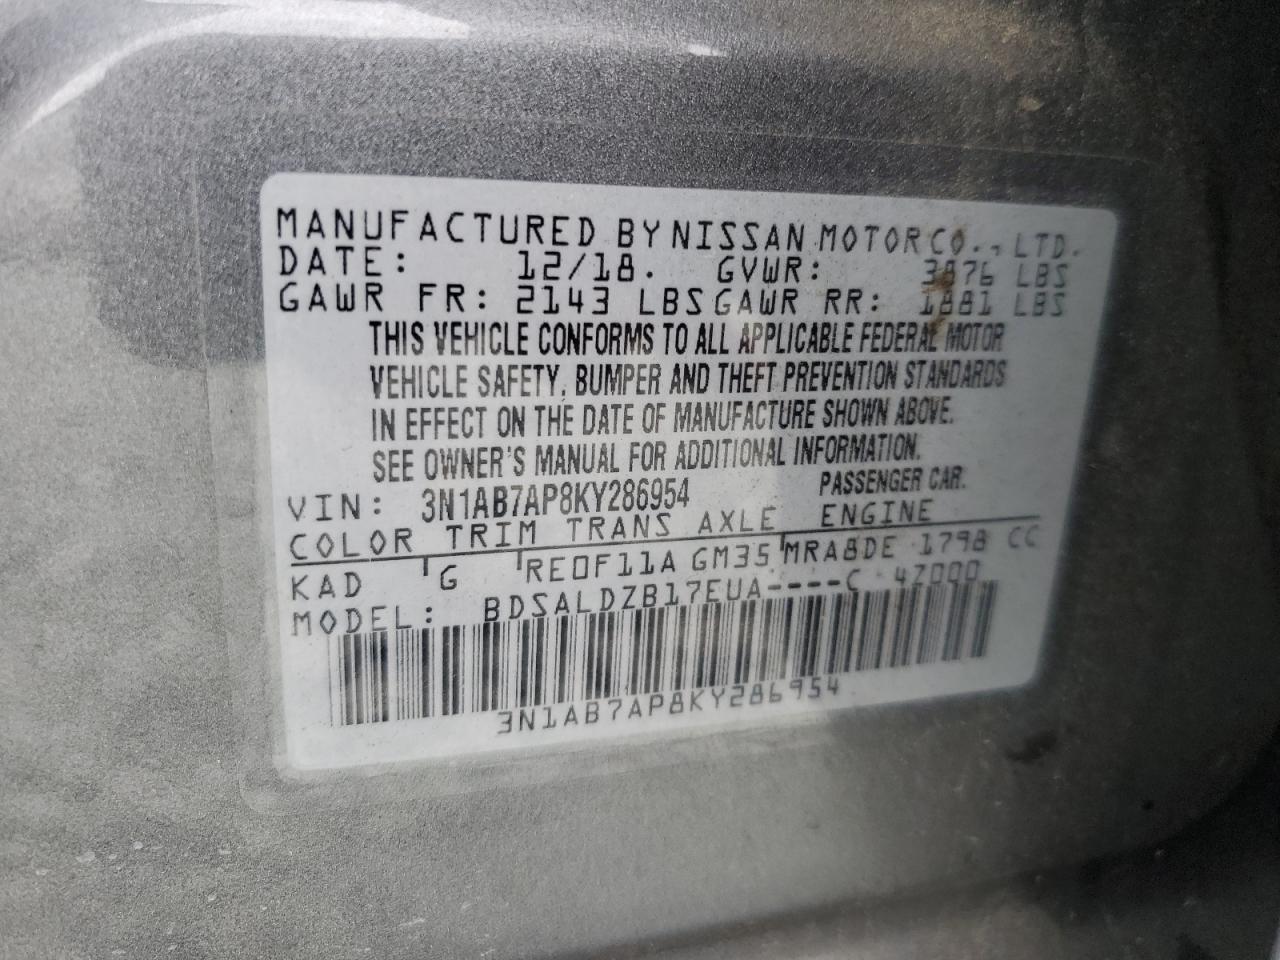 MANUFACTURED BY NISSAN MOTOR CO., LTD.
DATE: 12/18. GVWR: 3876 LBS
GAWR FR: 2143 LBS GAWR RR: 1881 LBS
THIS VEHICLE CONFORMS TO ALL APPLICABLE FEDERAL MOTOR
VEHICLE SAFETY, BUMPER AND THEFT PREVENTION STANDARDS
IN EFFECT ON THE DATE OF MANUFACTURE SHOWN ABOVE.
SEE OWNER'S MANUAL FOR ADDITIONAL INFORMATION.
VIN: 3N1AB7AP8KY286954 PASSENGER CAR.
COLOR TRIM TRANS AXLE ENGINE
KAD G RE0F11A GM35 MRA8DE 1798 CC
MODEL: BDSALDZB17EUA----C 47000
3N1AB7AP8KY286954